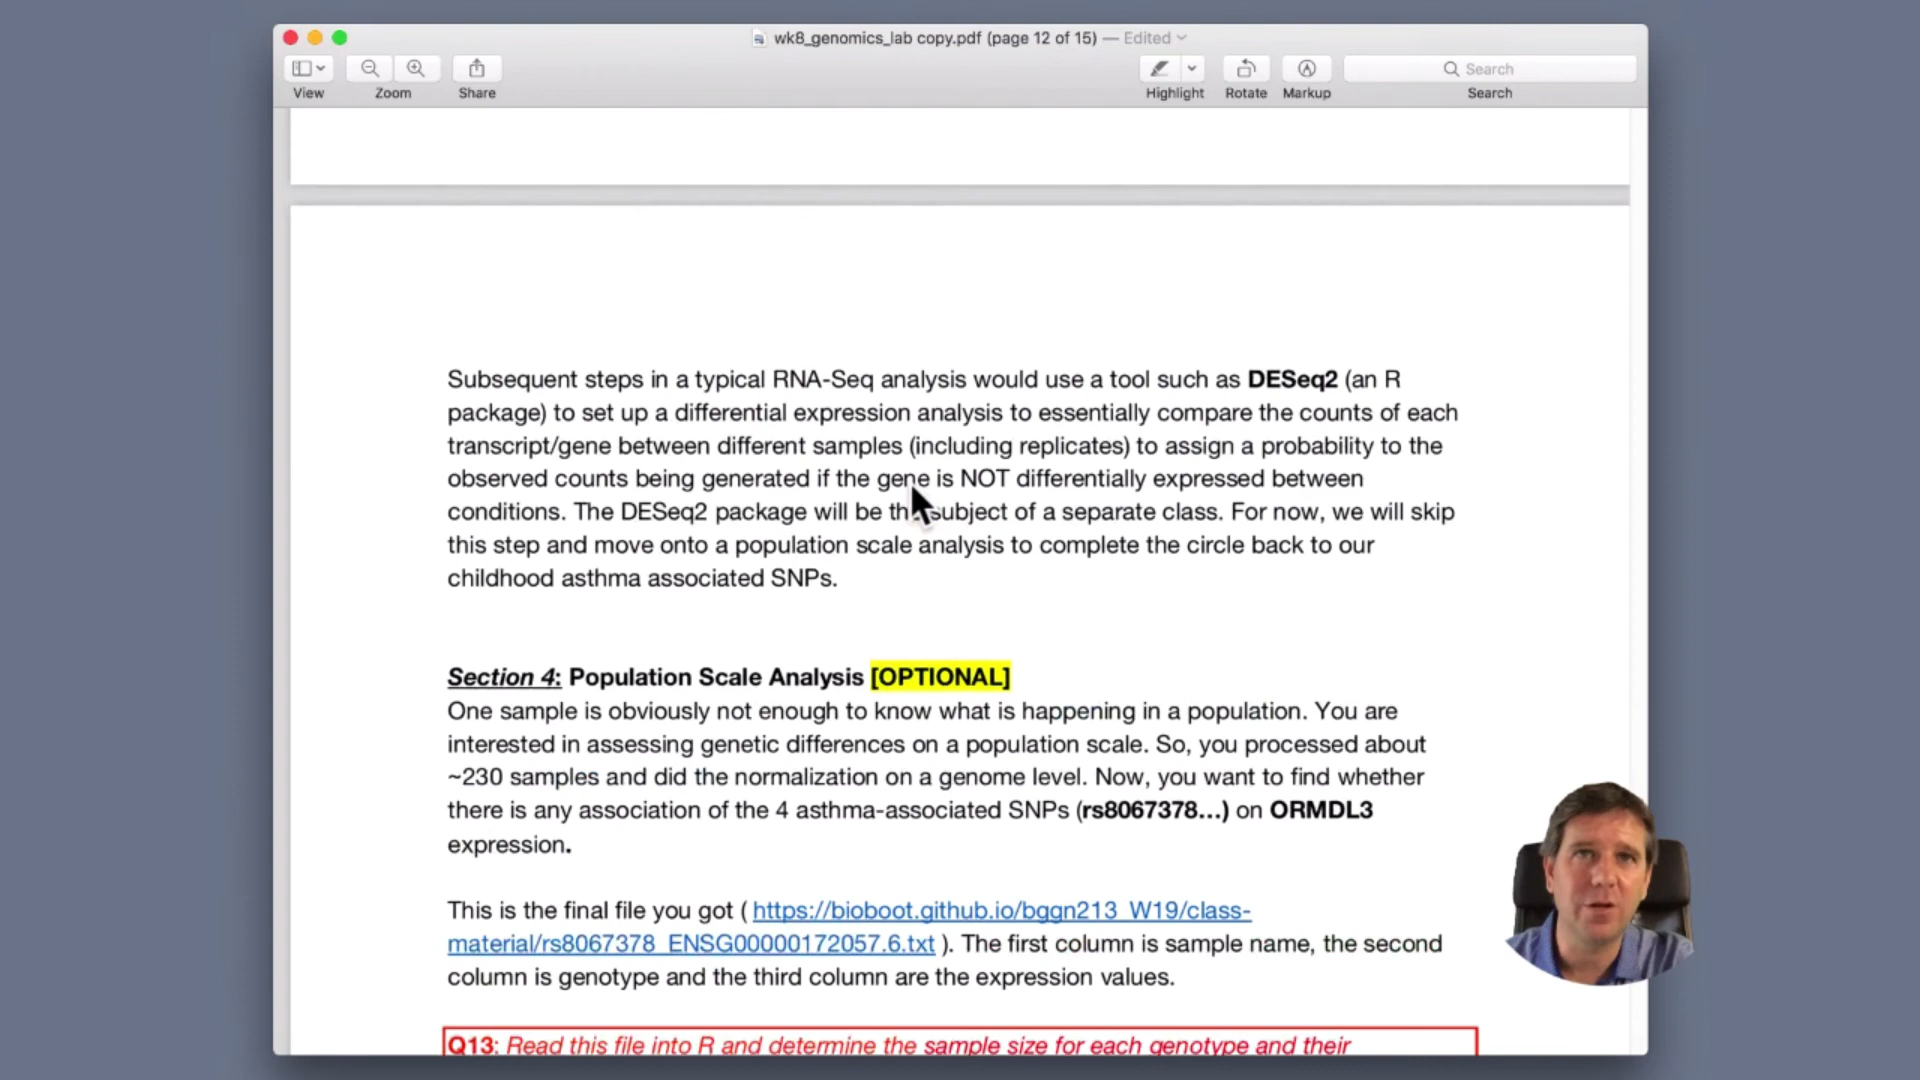 wk8_genomics_lab copy.pdf (page 12 of 15) — Edited
View
Zoom
Share
Highlight
Rotate
Markup
Search
Search
Subsequent steps in a typical RNA-Seq analysis would use a tool such as DESeq2 (an R
package) to set up a differential expression analysis to essentially compare the counts of each
transcript/gene between different samples (including replicates) to assign a probability to the
observed counts being generated if the gene is NOT differentially expressed between
conditions. The DESeq2 package will be the subject of a separate class. For now, we will skip
this step and move onto a population scale analysis to complete the circle back to our
childhood asthma associated SNPs.
Section 4: Population Scale Analysis [OPTIONAL]
One sample is obviously not enough to know what is happening in a population. You are
interested in assessing genetic differences on a population scale. So, you processed about
~230 samples and did the normalization on a genome level. Now, you want to find whether
there is any association of the 4 asthma-associated SNPs (rs8067378...) on ORMDL3
expression.
This is the final file you got ( https://bioboot.github.io/bggn213_W19/class-
material/rs8067378_ENSG00000172057.6.txt ). The first column is sample name, the second
column is genotype and the third column are the expression values.
Q13: Read this file into R and determine the sample size for each genotype and their